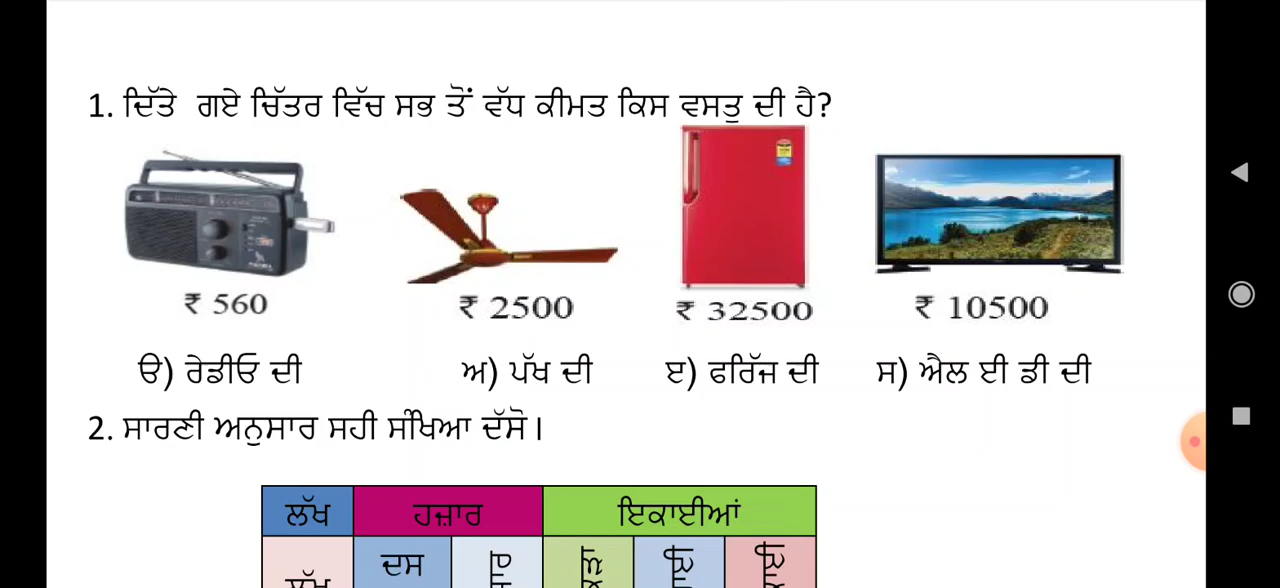 1. ਦਿੱਤੇ ਗਏ ਚਿੱਤਰ ਵਿੱਚ ਸਭ ਤੋਂ ਵੱਧ ਕੀਮਤ ਕਿਸ ਵਸਤੁ ਦੀ ਹੈ?
₹ 560 ₹ 2500 ₹ 32500 ₹ 10500
ੳ) ਰੇਡੀਓ ਦੀ ਅ) ਪੱਖ ਦੀ ੲ) ਫਰਿੱਜ ਦੀ ਸ) ਐਲ ਈ ਡੀ ਦੀ
2. ਸਾਰਣੀ ਅਨੁਸਾਰ ਸਹੀ ਸੰਖਿਆ ਦੱਸੋ।
ਲੱਖ ਹਜ਼ਾਰ ਇਕਾਈਆਂ
ਲੱਖ ਦਸ